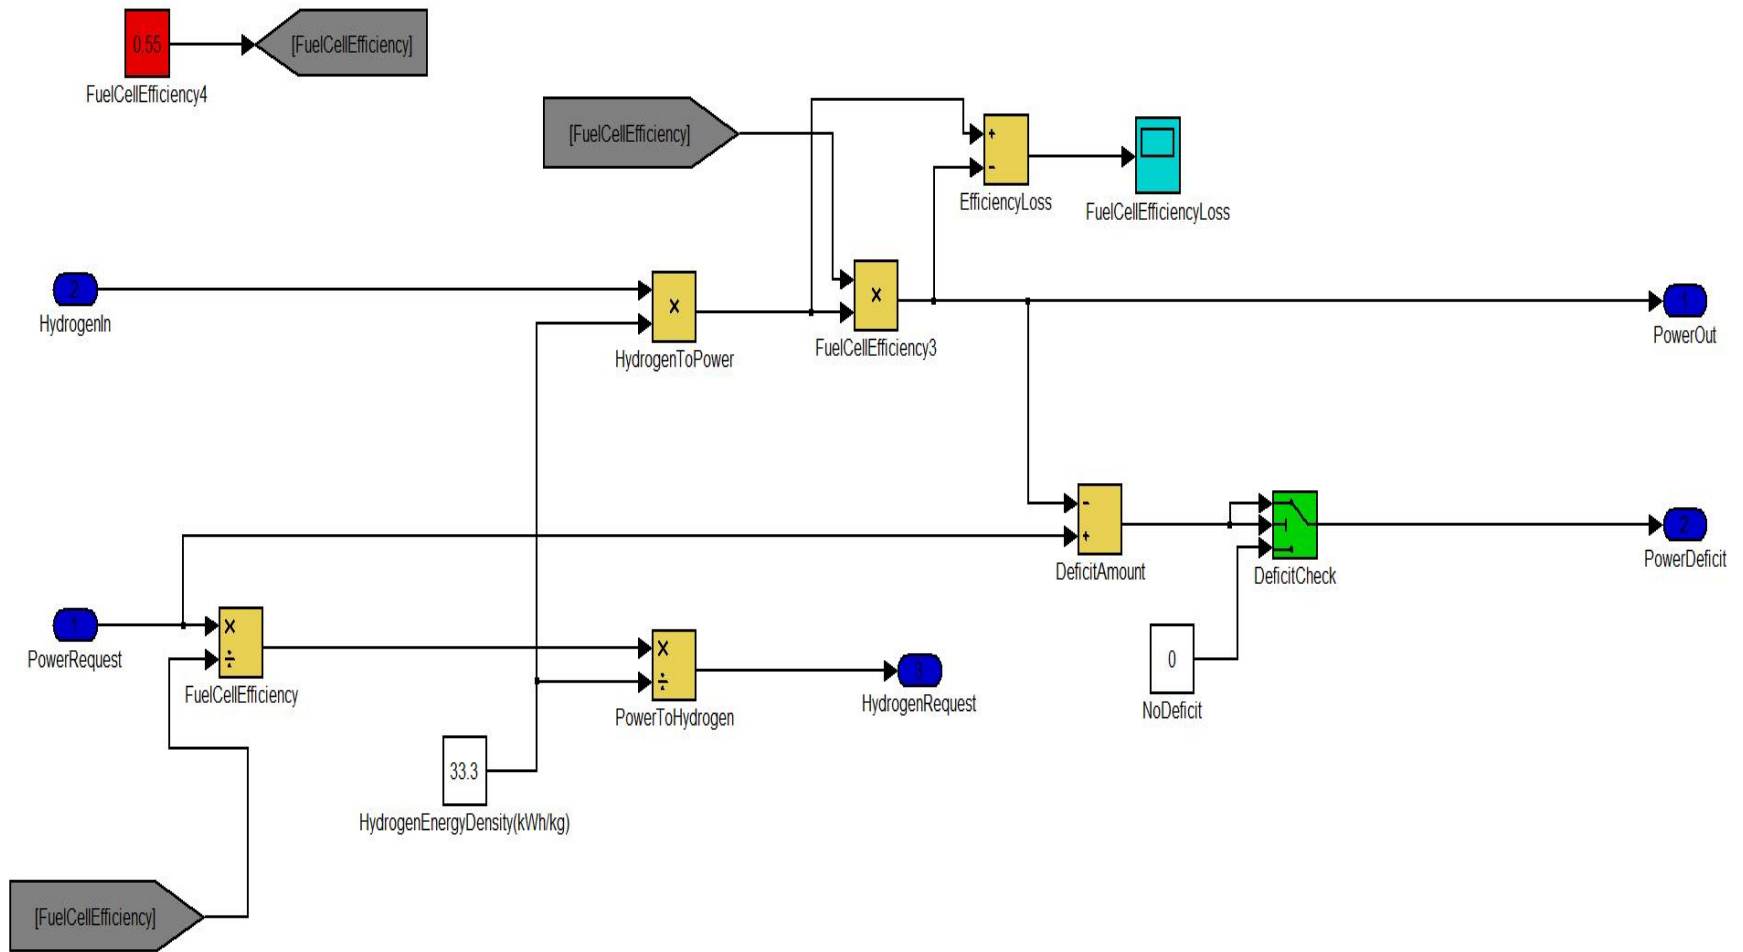 0.55
[FuelCellEfficiency]
FuelCellEfficiency4
[FuelCellEfficiency]
+
-
EfficiencyLoss
FuelCellEfficiencyLoss
2
HydrogenIn
×
HydrogenToPower
×
FuelCellEfficiency3
1
PowerOut
-
+
DeficitAmount
DeficitCheck
2
PowerDeficit
1
PowerRequest
×
÷
FuelCellEfficiency
×
÷
PowerToHydrogen
3
HydrogenRequest
0
NoDeficit
33.3
HydrogenEnergyDensity(kWh/kg)
[FuelCellEfficiency]